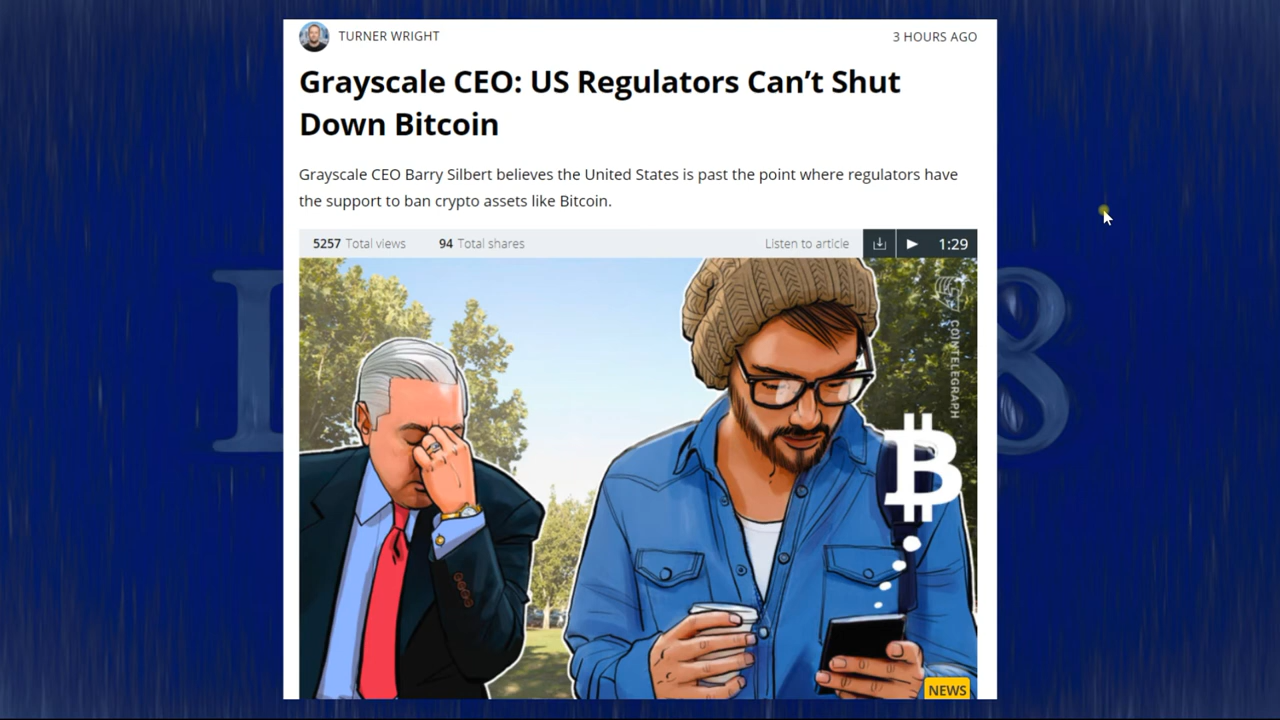 TURNER WRIGHT
3 HOURS AGO
Grayscale CEO: US Regulators Can’t Shut
Down Bitcoin
Grayscale CEO Barry Silbert believes the United States is past the point where regulators have
the support to ban crypto assets like Bitcoin.
5257 Total views 94 Total shares Listen to article 1:29
COINTELEGRAPH
NEWS